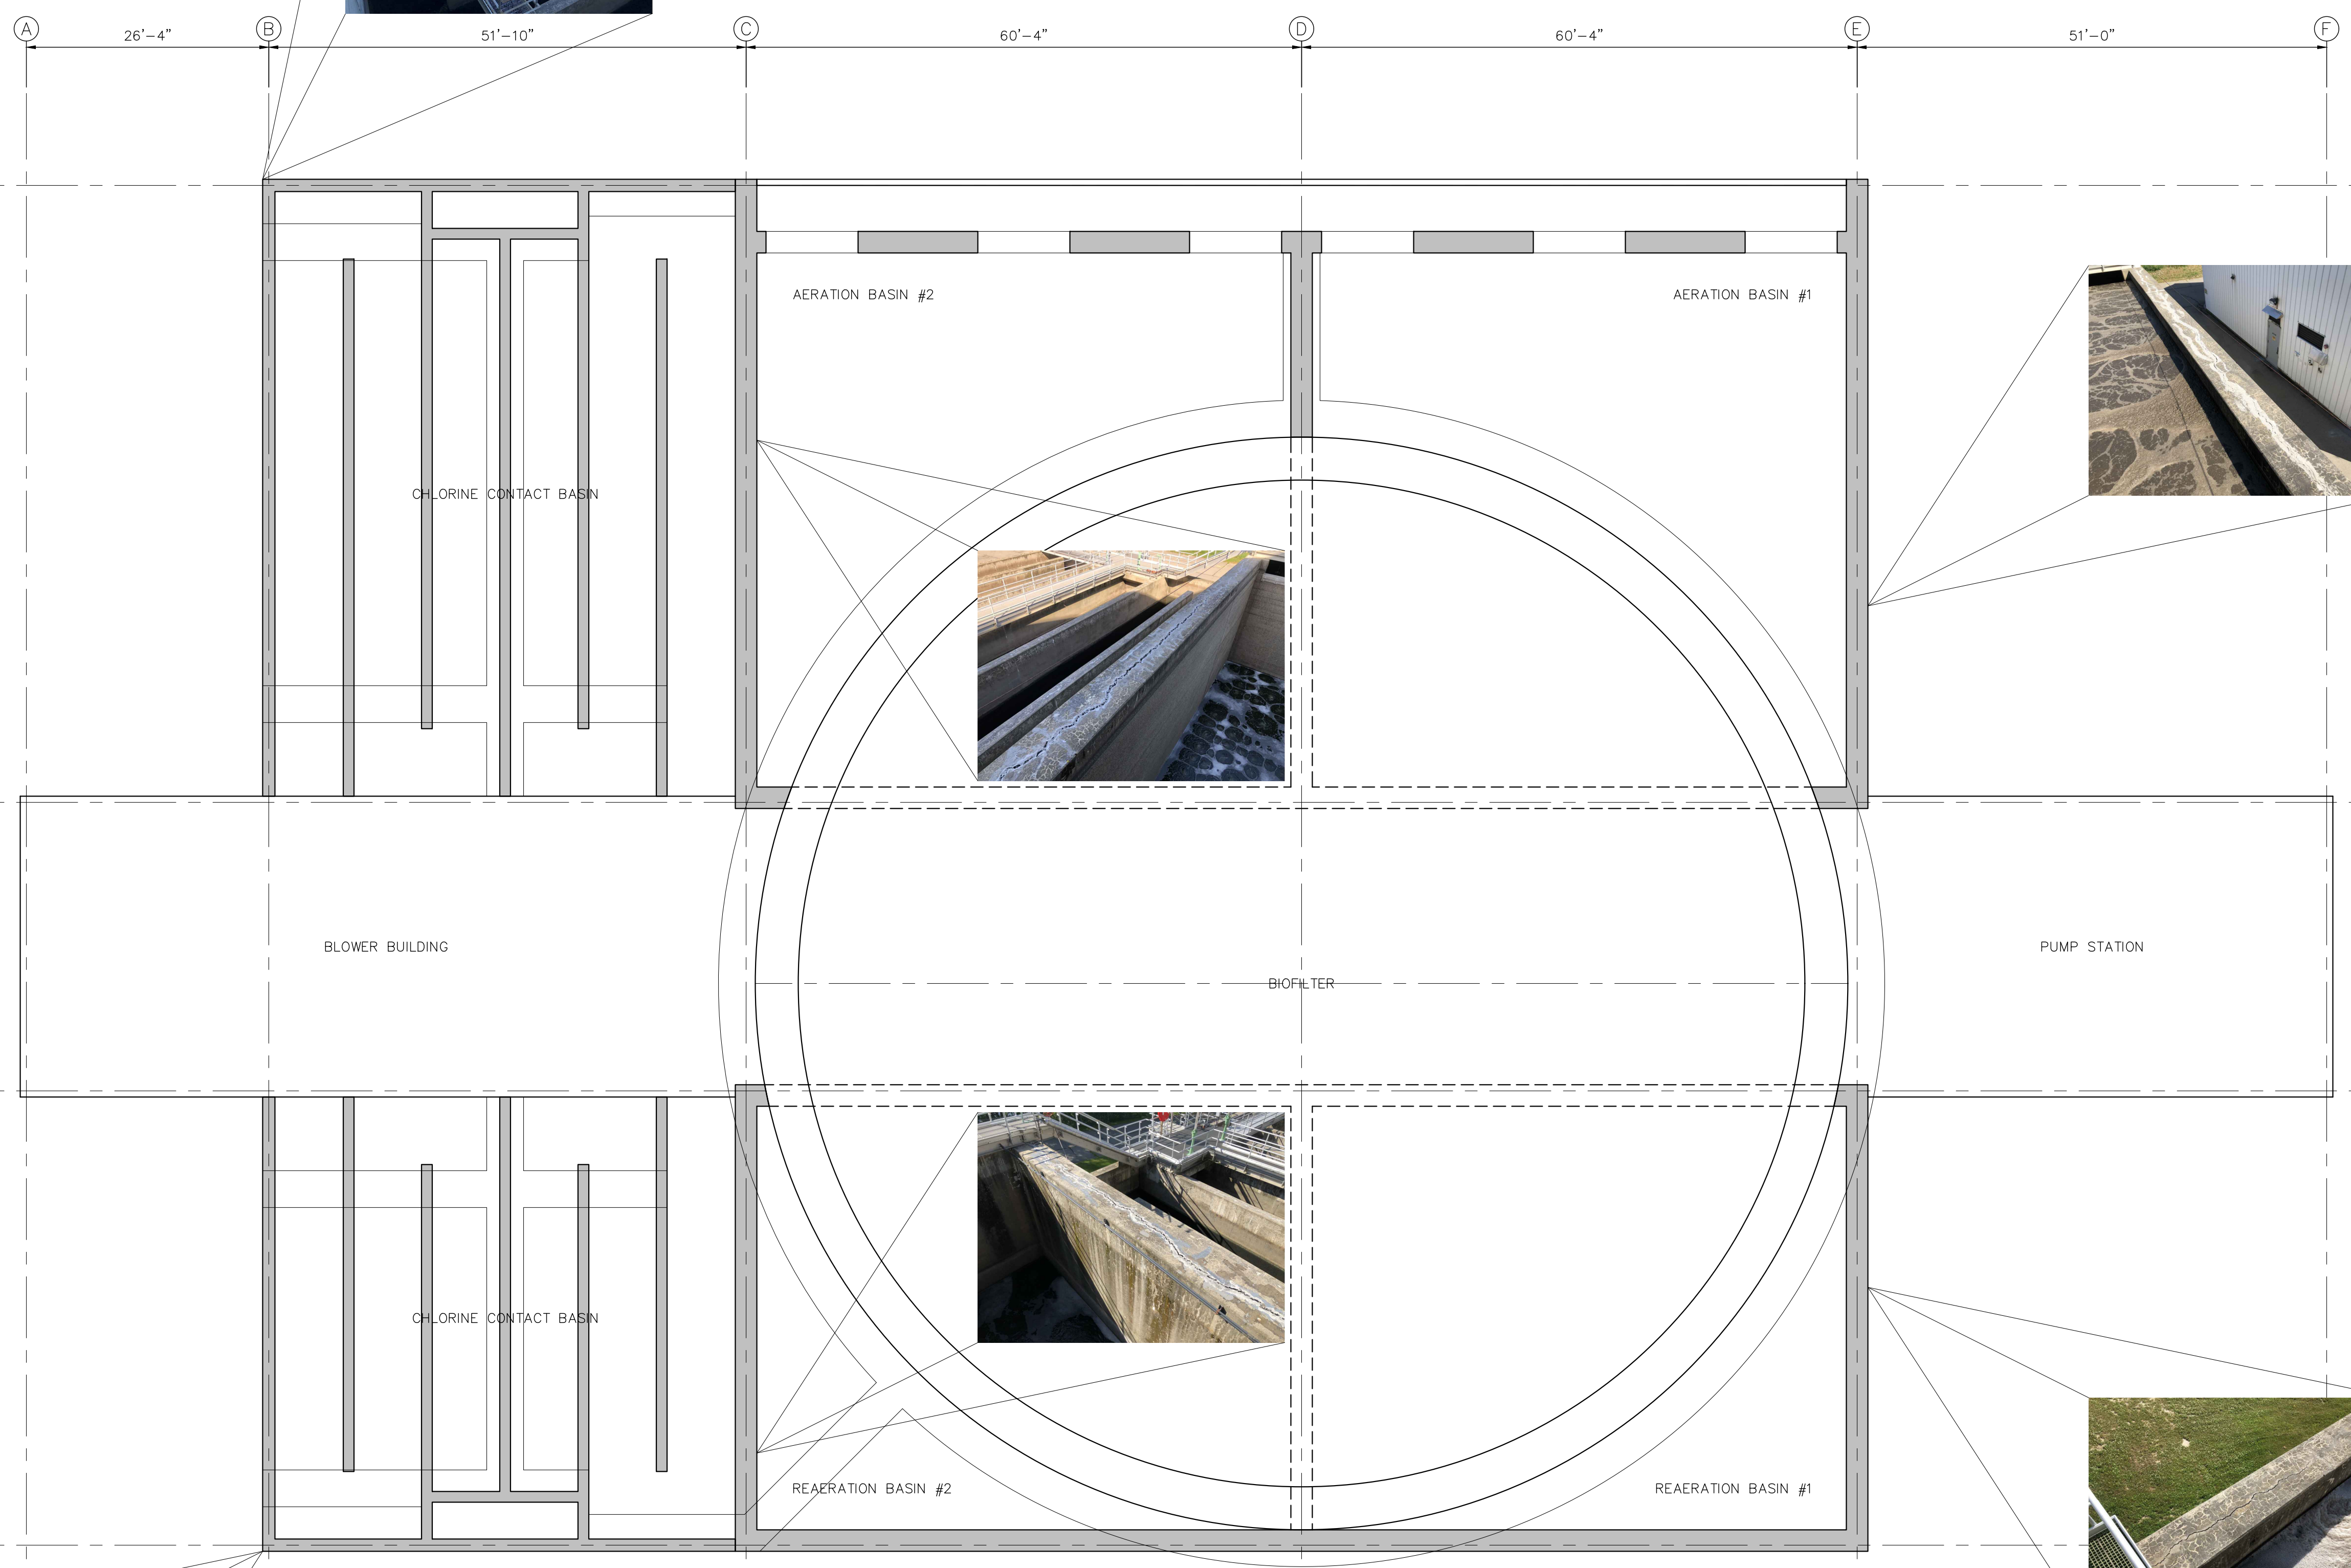 A
B
C
D
E
F
26'-4"
51'-10"
60'-4"
60'-4"
51'-0"
AERATION BASIN #2
AERATION BASIN #1
CHLORINE CONTACT BASIN
BLOWER BUILDING
PUMP STATION
BIOFILTER
CHLORINE CONTACT BASIN
REAERATION BASIN #2
REAERATION BASIN #1